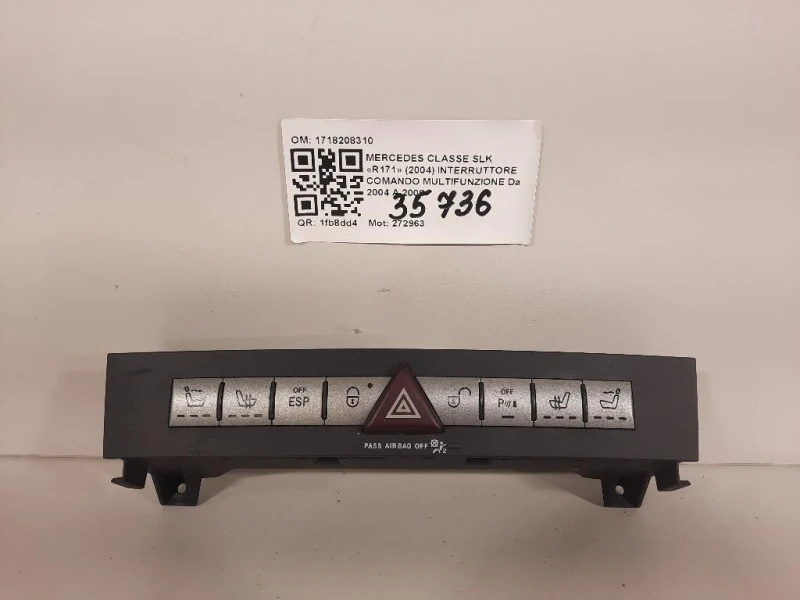 OM: 1718208310
MERCEDES CLASSE SLK
«R171» (2004) INTERRUTTORE
COMANDO MULTIFUNZIONE Da
2004 A 2008
35736
QR: 1fb8dd4 Mot: 272963
OFF
ESP
OFF
P
PASS AIRBAG OFF